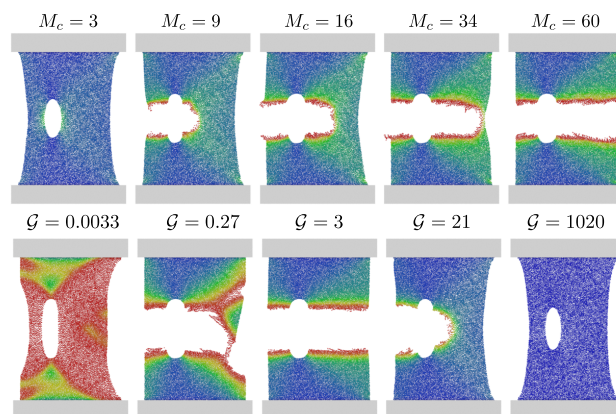 M_c = 3 M_c = 9 M_c = 16 M_c = 34 M_c = 60
𝒢 = 0.0033 𝒢 = 0.27 𝒢 = 3 𝒢 = 21 𝒢 = 1020